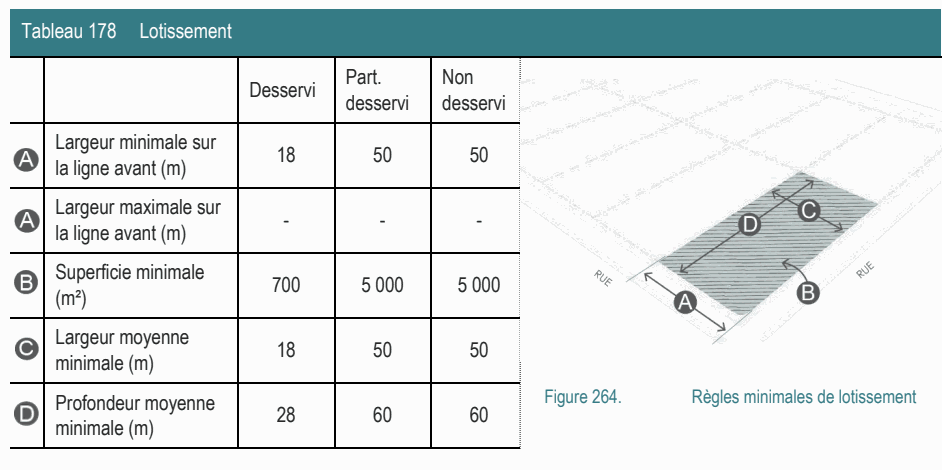 Tableau 178 Lotissement
Desservi
Part.
desservi
Non
desservi
A
Largeur minimale sur
la ligne avant (m)
18 50 50
A
Largeur maximale sur
la ligne avant (m)
- - -
B
Superficie minimale
(m²)
700 5 000 5 000
C
Largeur moyenne
minimale (m)
18 50 50
D
Profondeur moyenne
minimale (m)
28 60 60
C
D
RUE
RUE
A
B
Figure 264. Règles minimales de lotissement